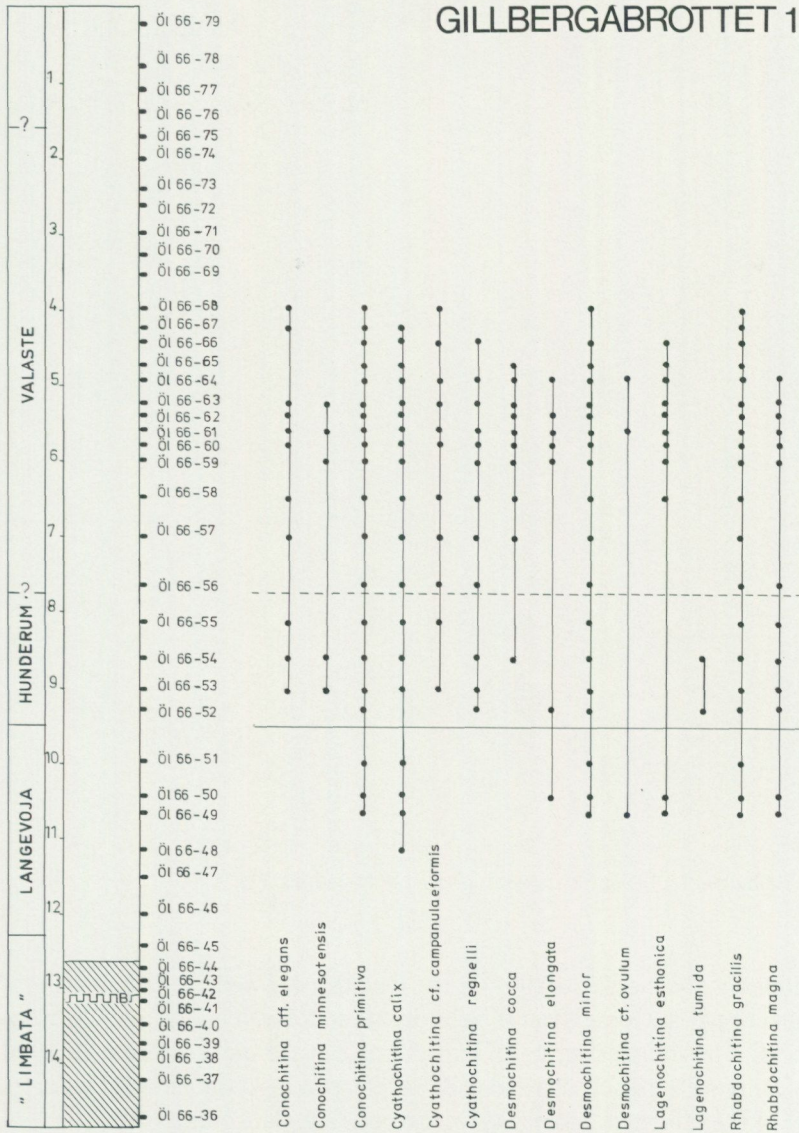 GILLBERGABROTTET 1
VALASTE
HUNDERUM
LANGEVOJA
" LIMBATA "
?
?
1
2
3
4
5
6
7
8
9
10
11
12
13
14
B
Öl 66-79
Öl 66-78
Öl 66-77
Öl 66-76
Öl 66-75
Öl 66-74
Öl 66-73
Öl 66-72
Öl 66-71
Öl 66-70
Öl 66-69
Öl 66-68
Öl 66-67
Öl 66-66
Öl 66-65
Öl 66-64
Öl 66-63
Öl 66-62
Öl 66-61
Öl 66-60
Öl 66-59
Öl 66-58
Öl 66-57
Öl 66-56
Öl 66-55
Öl 66-54
Öl 66-53
Öl 66-52
Öl 66-51
Öl 66-50
Öl 66-49
Öl 66-48
Öl 66-47
Öl 66-46
Öl 66-45
Öl 66-44
Öl 66-43
Öl 66-42
Öl 66-41
Öl 66-40
Öl 66-39
Öl 66-38
Öl 66-37
Öl 66-36
Conochitina aff. elegans
Conochitina minnesotensis
Conochitina primitiva
Cyathochitina calix
Cyathochitina cf. campanulaeformis
Cyathochitina regnelli
Desmochitina cocca
Desmochitina elongata
Desmochitina minor
Desmochitina cf. ovulum
Lagenochitina esthonica
Lagenochitina tumida
Rhabdochitina gracilis
Rhabdochitina magna